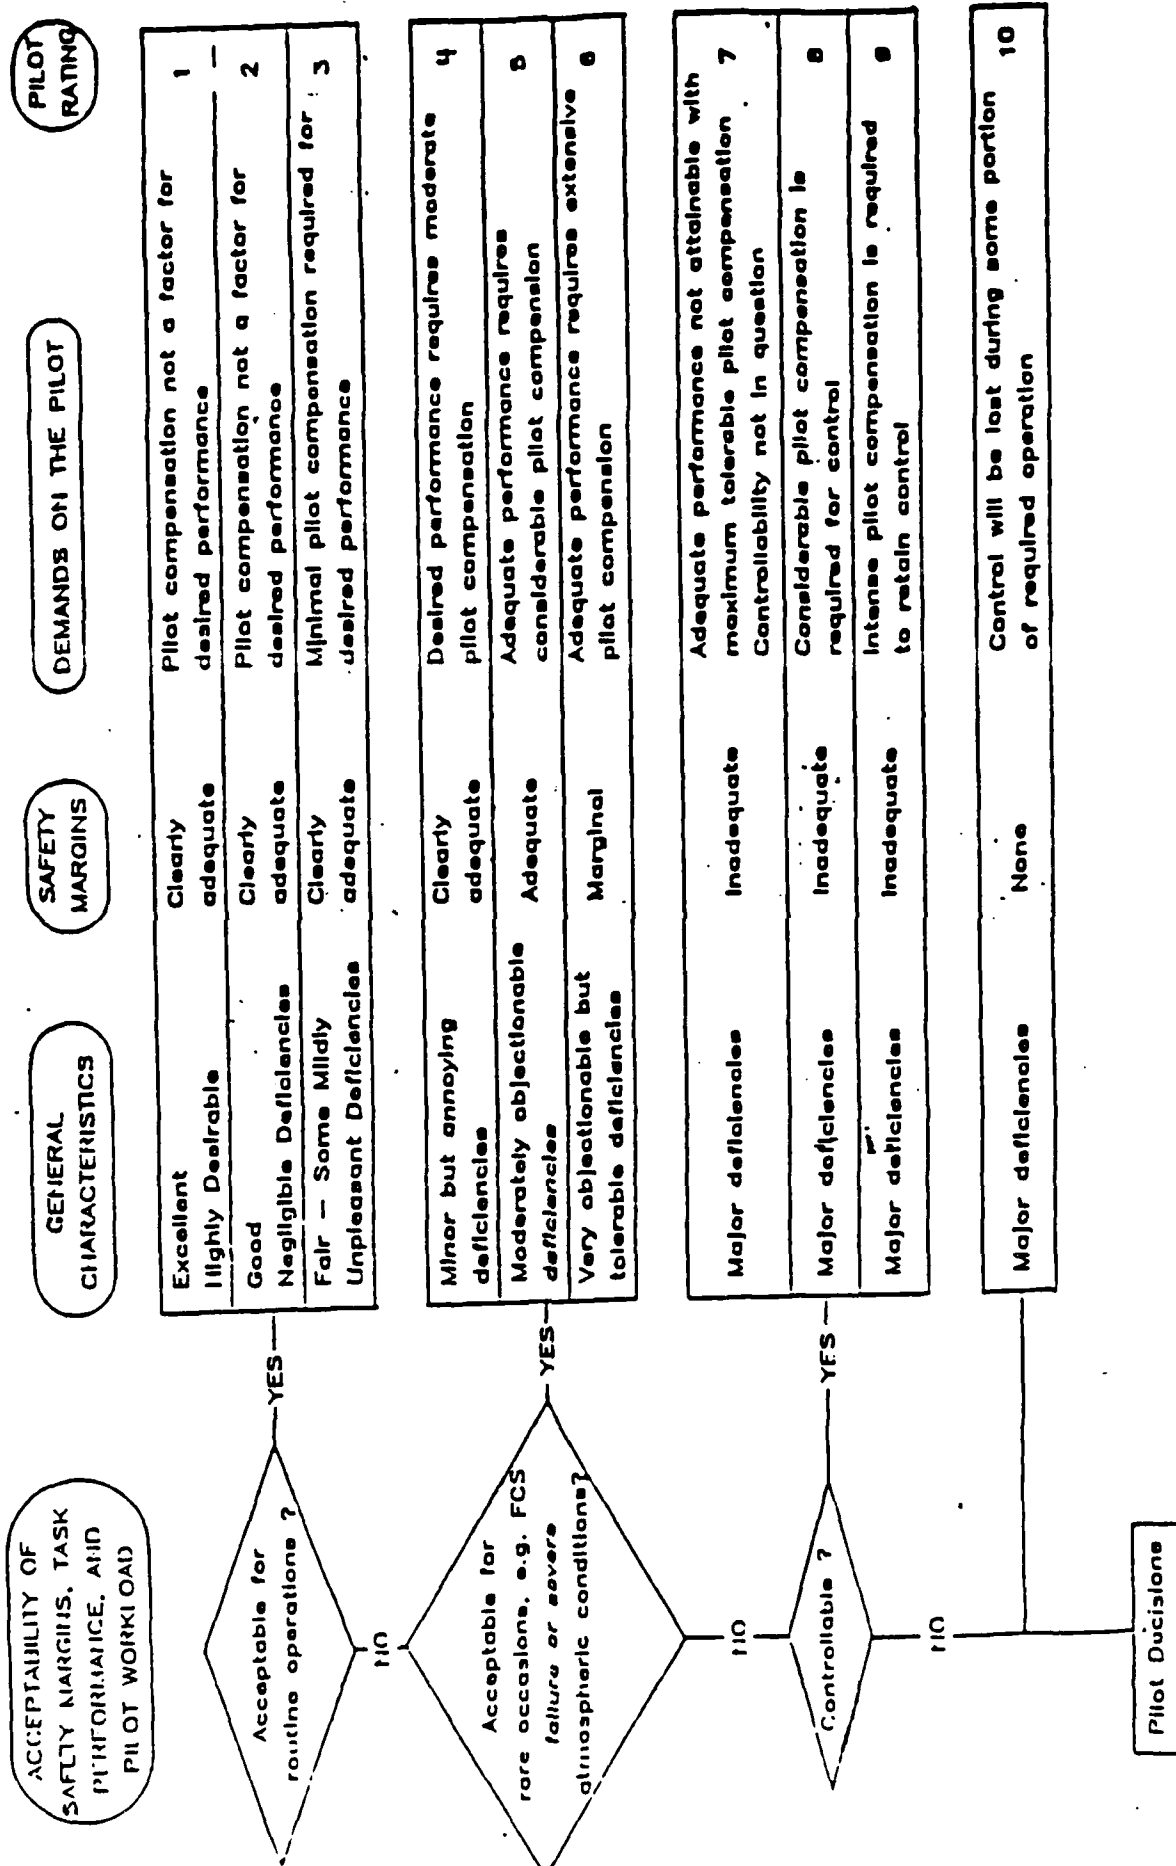 ACCEPTABILITY OF
SAFETY MARGINS, TASK
PERFORMANCE, AND
PILOT WORKLOAD
GENERAL
CHARACTERISTICS
SAFETY
MARGINS
DEMANDS ON THE PILOT
PILOT
RATING
Acceptable for
routine operations ?
YES
NO
Excellent
Highly Desirable
Clearly
adequate
Pilot compensation not a factor for
desired performance
1
Good
Negligible Deficiencies
Clearly
adequate
Pilot compensation not a factor for
desired performance
2
Fair — Some Mildly
Unpleasant Deficiencies
Clearly
adequate
Minimal pilot compensation required for
desired performance
3
Acceptable for
rare occasions, e.g. FCS
failure or severe
atmospheric conditions?
YES
NO
Minor but annoying
deficiencies
Clearly
adequate
Desired performance requires moderate
pilot compensation
4
Moderately objectionable
deficiencies
Adequate
Adequate performance requires
considerable pilot compension
5
Very objectionable but
tolerable deficiencies
Marginal
Adequate performance requires extensive
pilot compension
6
Controllable ?
YES
NO
Major deficiencies
Inadequate
Adequate performance not attainable with
maximum tolerable pilot compensation
Controllability not in question
7
Major deficiencies
Inadequate
Considerable pilot compensation is
required for control
8
Major deficiencies
Inadequate
Intense pilot compensation is required
to retain control
9
Major deficiencies
None
Control will be lost during some portion
of required operation
10
Pilot Decisions